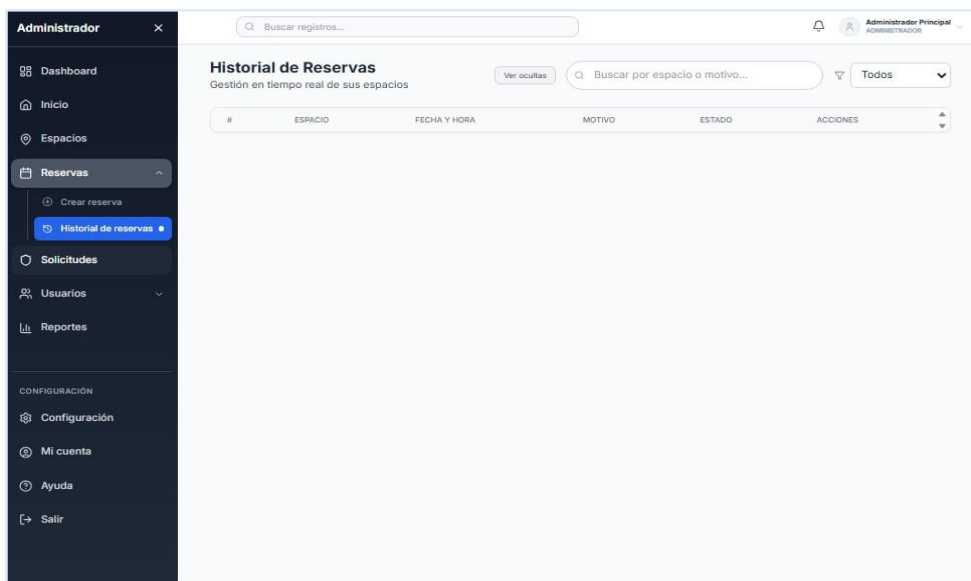 Administrador
Dashboard
Inicio
Espacios
Reservas
Crear reserva
Historial de reservas
Solicitudes
Usuarios
Reportes
CONFIGURACIÓN
Configuración
Mi cuenta
Ayuda
Salir
Buscar registros...
Administrador Principal
ADMINISTRADOR
Historial de Reservas
Gestión en tiempo real de sus espacios
Ver ocultas
Buscar por espacio o motivo...
Todos
# ESPACIO FECHA Y HORA MOTIVO ESTADO ACCIONES